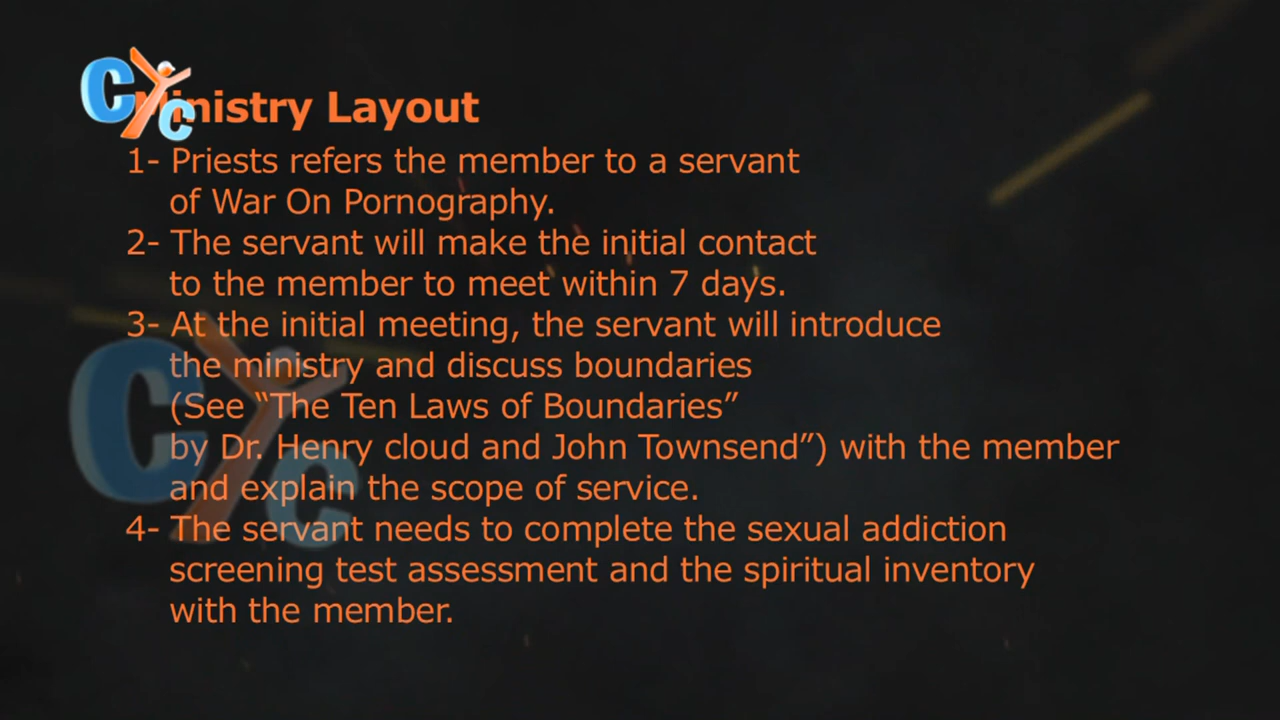 CYC
Ministry Layout
1- Priests refers the member to a servant
of War On Pornography.
2- The servant will make the initial contact
to the member to meet within 7 days.
3- At the initial meeting, the servant will introduce
the ministry and discuss boundaries
(See “The Ten Laws of Boundaries”
by Dr. Henry cloud and John Townsend”) with the member
and explain the scope of service.
4- The servant needs to complete the sexual addiction
screening test assessment and the spiritual inventory
with the member.
CYC